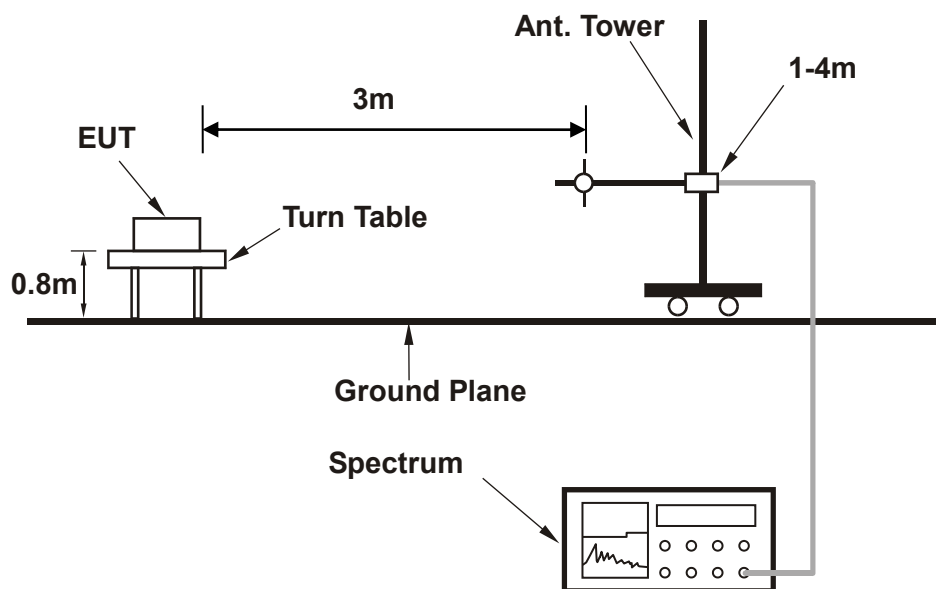 Ant. Tower
1-4m
3m
EUT
Turn Table
0.8m
Ground Plane
Spectrum